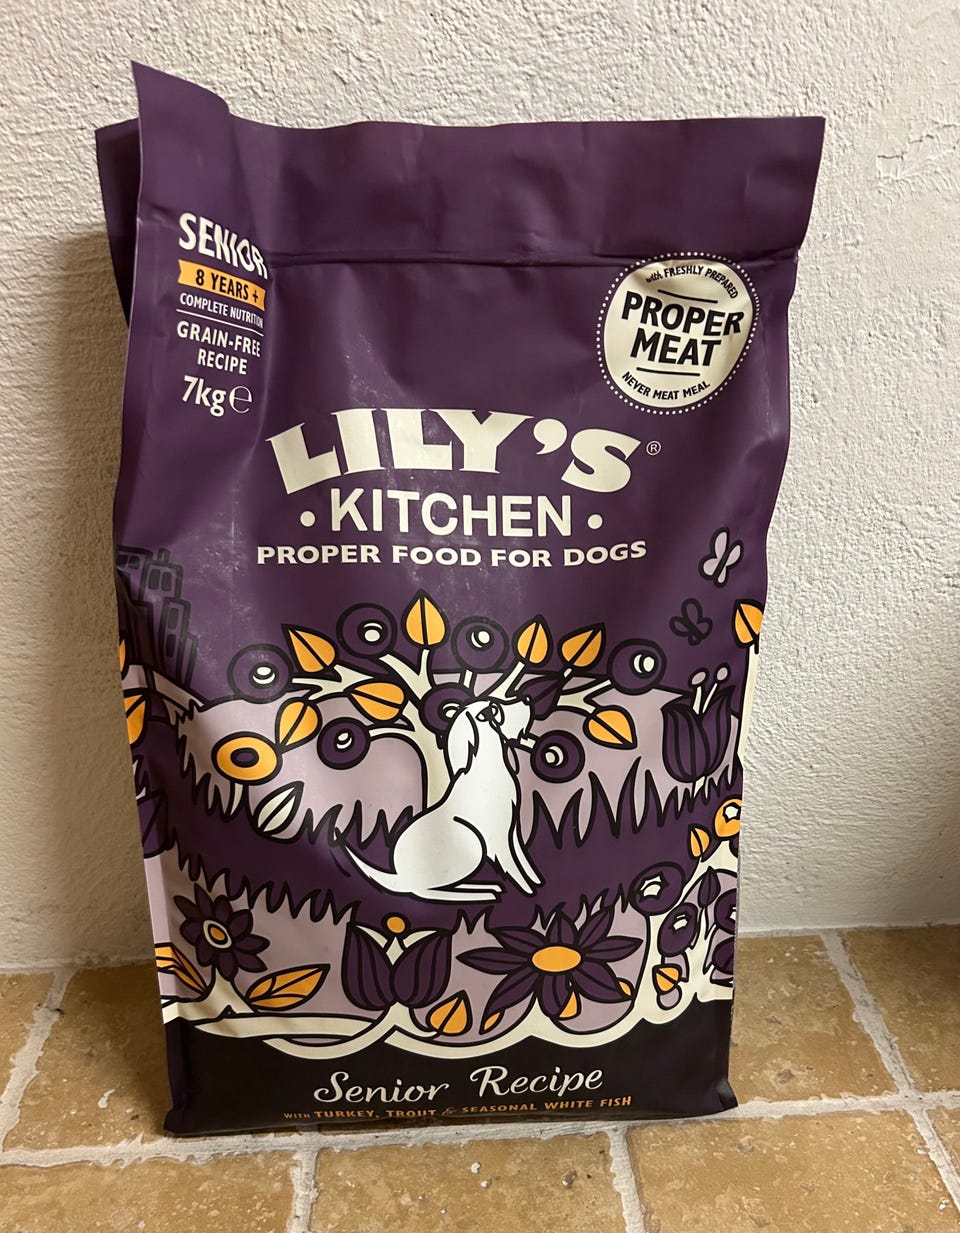 SENIOR
8 YEARS +
COMPLETE NUTRITION
GRAIN-FREE
RECIPE
7kg ℮
with FRESHLY PREPARED
PROPER
MEAT
NEVER MEAT MEAL
LILY'S®
• KITCHEN •
PROPER FOOD FOR DOGS
Senior Recipe
WITH TURKEY, TROUT & SEASONAL WHITE FISH